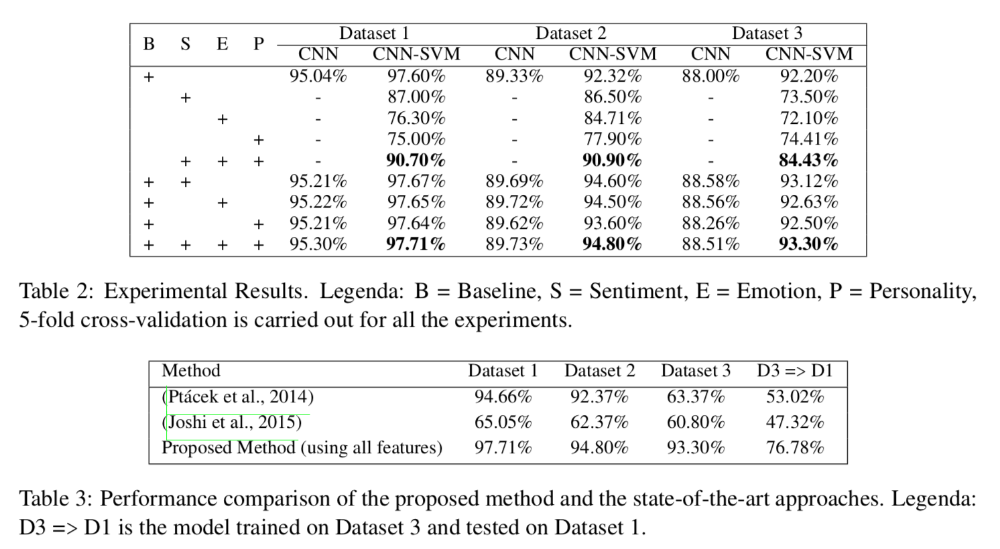 B S E P Dataset 1 Dataset 2 Dataset 3
CNN CNN-SVM CNN CNN-SVM CNN CNN-SVM
+ 95.04% 97.60% 89.33% 92.32% 88.00% 92.20%
+ - 87.00% - 86.50% - 73.50%
+ - 76.30% - 84.71% - 72.10%
+ - 75.00% - 77.90% - 74.41%
+ + + - 90.70% - 90.90% - 84.43%
+ + 95.21% 97.67% 89.69% 94.60% 88.58% 93.12%
+ + 95.22% 97.65% 89.72% 94.50% 88.56% 92.63%
+ + 95.21% 97.64% 89.62% 93.60% 88.26% 92.50%
+ + + + 95.30% 97.71% 89.73% 94.80% 88.51% 93.30%
Table 2: Experimental Results. Legenda: B = Baseline, S = Sentiment, E = Emotion, P = Personality,
5-fold cross-validation is carried out for all the experiments.
Method Dataset 1 Dataset 2 Dataset 3 D3 => D1
(Ptácek et al., 2014) 94.66% 92.37% 63.37% 53.02%
(Joshi et al., 2015) 65.05% 62.37% 60.80% 47.32%
Proposed Method (using all features) 97.71% 94.80% 93.30% 76.78%
Table 3: Performance comparison of the proposed method and the state-of-the-art approaches. Legenda:
D3 => D1 is the model trained on Dataset 3 and tested on Dataset 1.